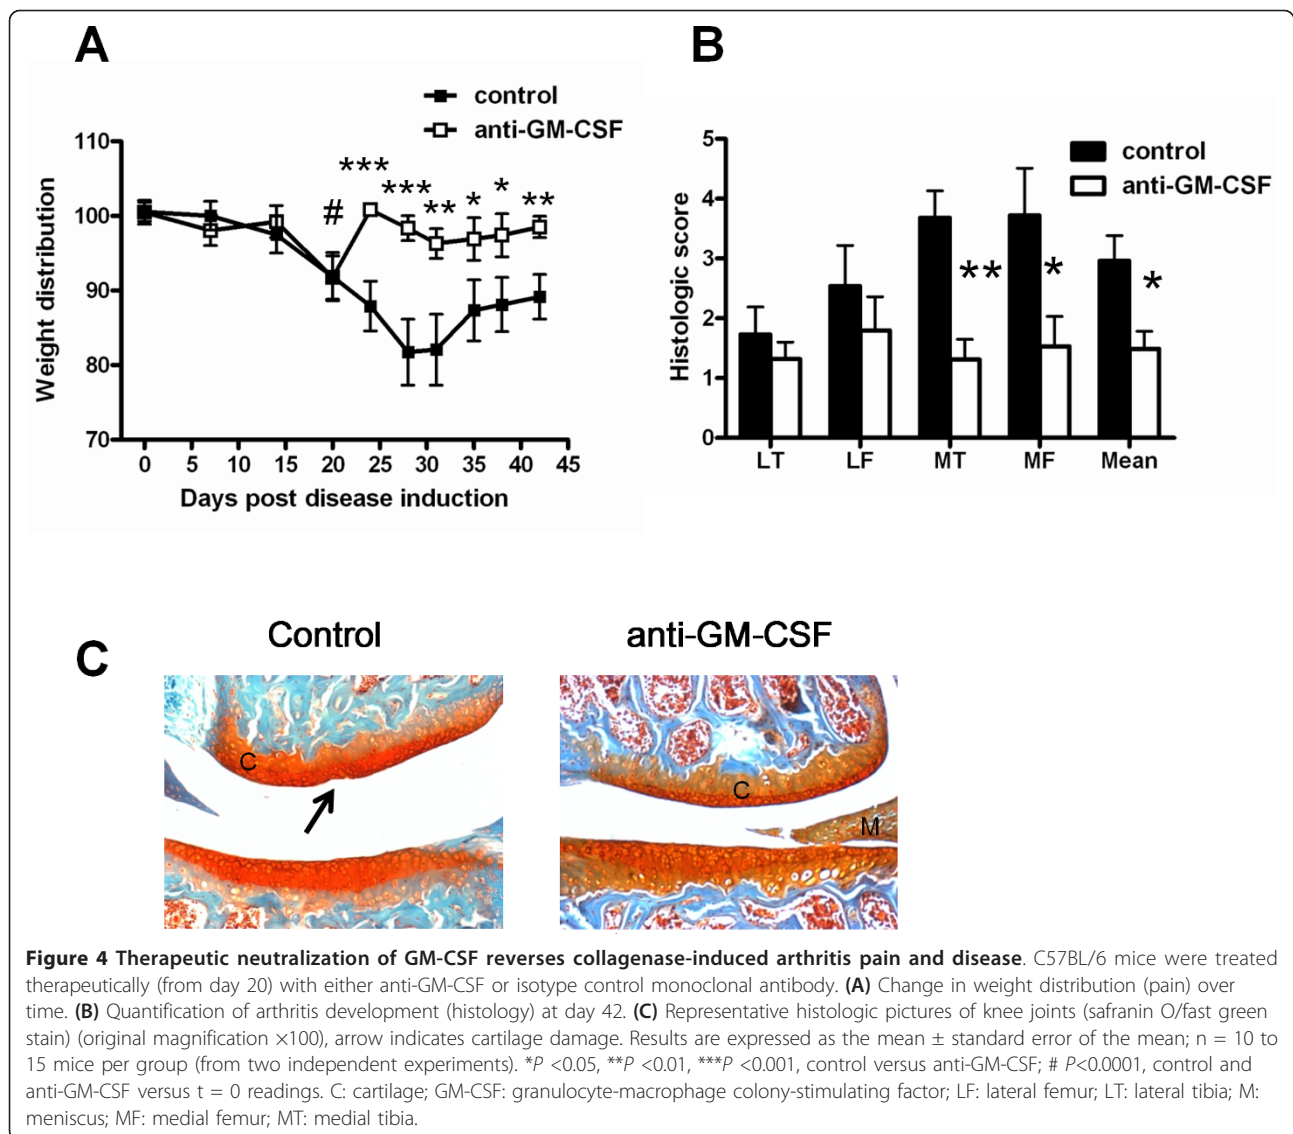 A
control
anti-GM-CSF
110
100
90
80
70
Weight distribution
#
***
***
**
*
*
**
0 5 10 15 20 25 30 35 40 45
Days post disease induction
B
control
anti-GM-CSF
5
4
3
2
1
0
Histologic score
**
*
*
LT LF MT MF Mean
C
Control
anti-GM-CSF
C
C
M
Figure 4 Therapeutic neutralization of GM-CSF reverses collagenase-induced arthritis pain and disease. C57BL/6 mice were treated
therapeutically (from day 20) with either anti-GM-CSF or isotype control monoclonal antibody. (A) Change in weight distribution (pain) over
time. (B) Quantification of arthritis development (histology) at day 42. (C) Representative histologic pictures of knee joints (safranin O/fast green
stain) (original magnification ×100), arrow indicates cartilage damage. Results are expressed as the mean ± standard error of the mean; n = 10 to
15 mice per group (from two independent experiments). *P <0.05, **P <0.01, ***P <0.001, control versus anti-GM-CSF; # P<0.0001, control and
anti-GM-CSF versus t = 0 readings. C: cartilage; GM-CSF: granulocyte-macrophage colony-stimulating factor; LF: lateral femur; LT: lateral tibia; M:
meniscus; MF: medial femur; MT: medial tibia.